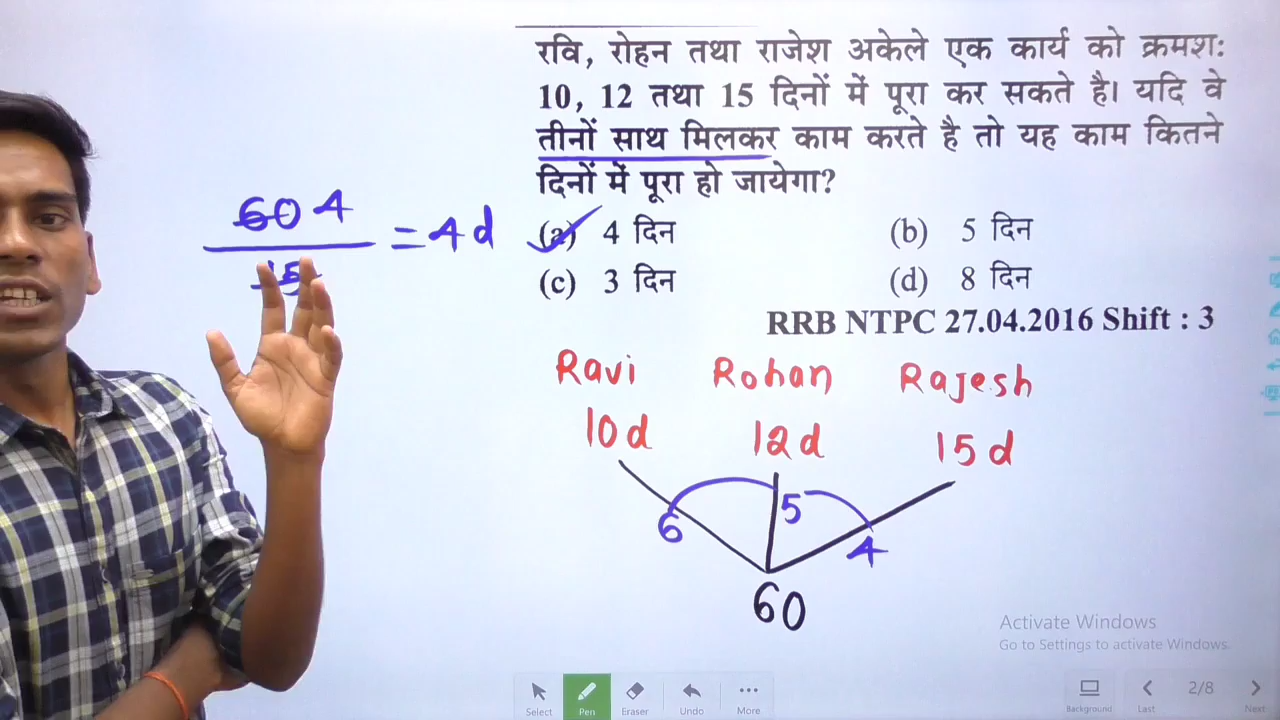 रवि, रोहन तथा राजेश अकेले एक कार्य को क्रमश:
10, 12 तथा 15 दिनों में पूरा कर सकते है। यदि वे
तीनों साथ मिलकर काम करते है तो यह काम कितने
दिनों में पूरा हो जायेगा?
(a) 4 दिन (b) 5 दिन
(c) 3 दिन (d) 8 दिन
RRB NTPC 27.04.2016 Shift : 3
60 4
= 4 d
15
Ravi Rohan Rajesh
10d 12d 15d
6 5 4
60
Activate Windows
Go to Settings to activate Windows.
Select Pen Eraser Undo More
Background Last 2/8 Next